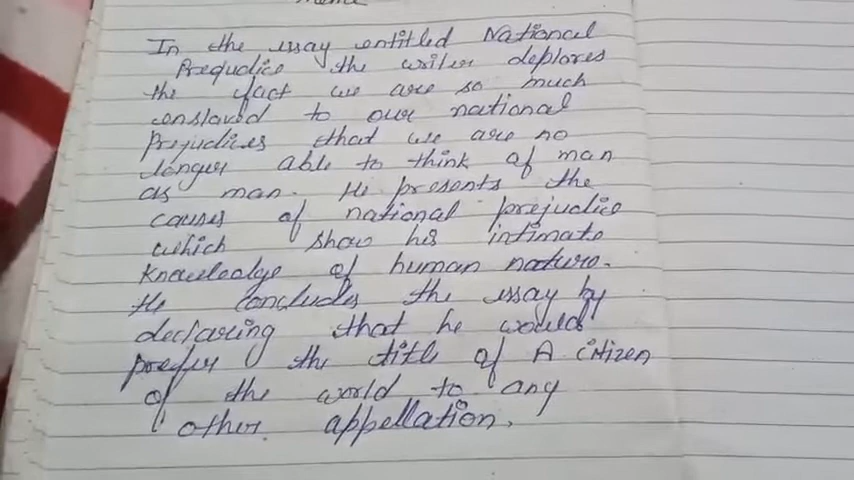 In the essay entitled National
Prequdice the writer deplores
the fact we are so much
enslaved to our national
Prejudices that we are no
longer able to think of man
as man. He presents the
causes of national prejudice
which show his intimate
knowledge of human nature.
He concludes the essay by
declaring that he would
prefer the title of A citizen
of the world to any
other appellation.